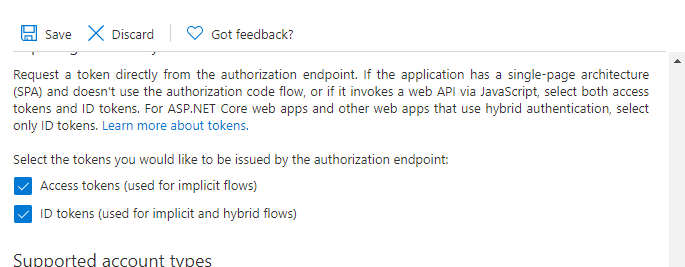 Save Discard Got feedback?
Request a token directly from the authorization endpoint. If the application has a single-page architecture
(SPA) and doesn't use the authorization code flow, or if it invokes a web API via JavaScript, select both access
tokens and ID tokens. For ASP.NET Core web apps and other web apps that use hybrid authentication, select
only ID tokens. Learn more about tokens.
Select the tokens you would like to be issued by the authorization endpoint:
Access tokens (used for implicit flows)
ID tokens (used for implicit and hybrid flows)
Supported account types